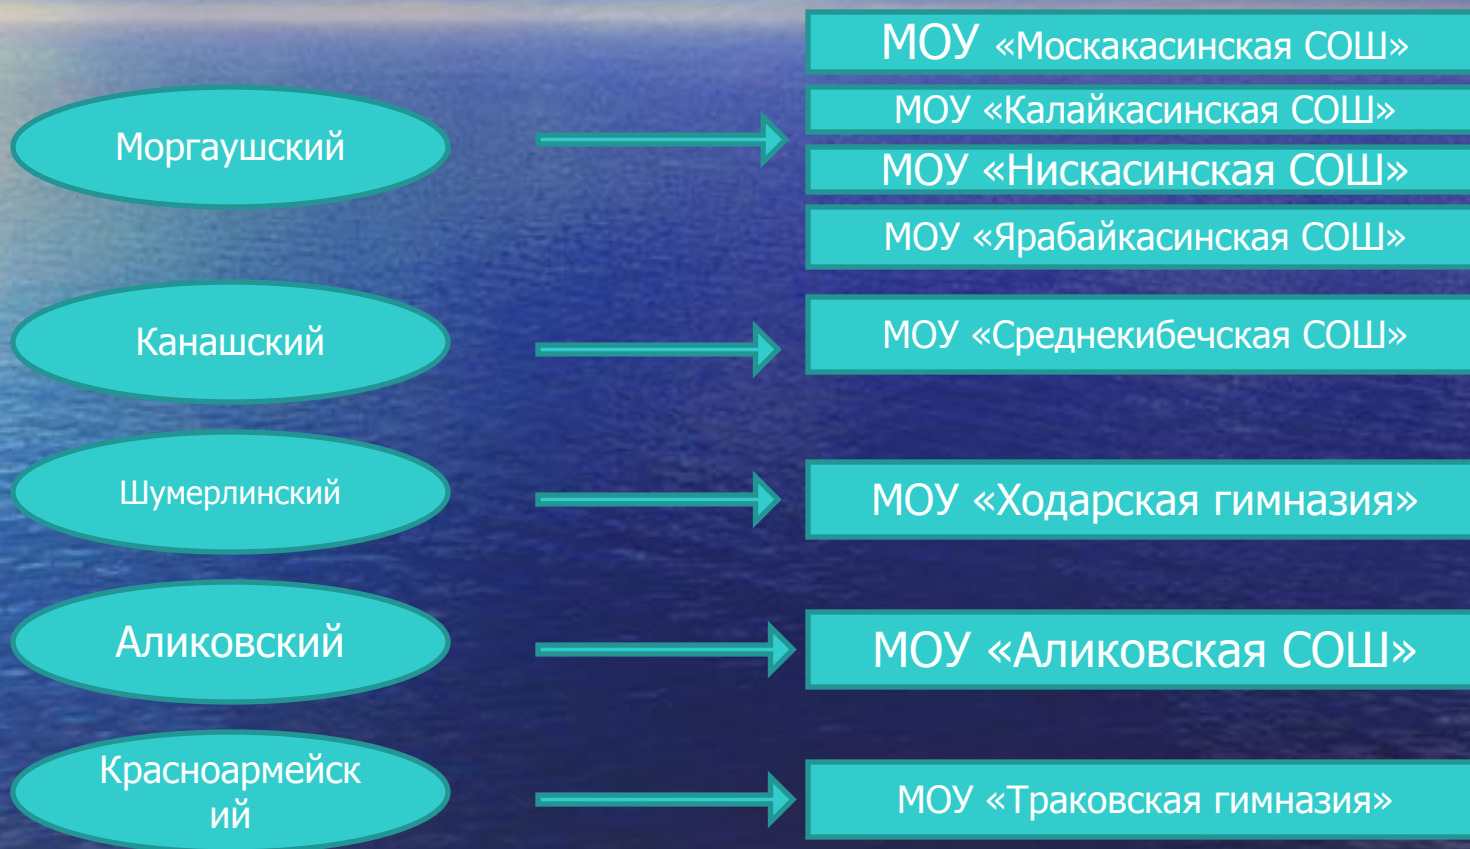 МОУ «Москакасинская СОШ»
Моргаушский
МОУ «Калайкасинская СОШ»
МОУ «Нискасинская СОШ»
МОУ «Ярабайкасинская СОШ»
Канашский
МОУ «Среднекибечская СОШ»
Шумерлинский
МОУ «Ходарская гимназия»
Аликовский
МОУ «Аликовская СОШ»
Красноармейск
ий
МОУ «Траковская гимназия»